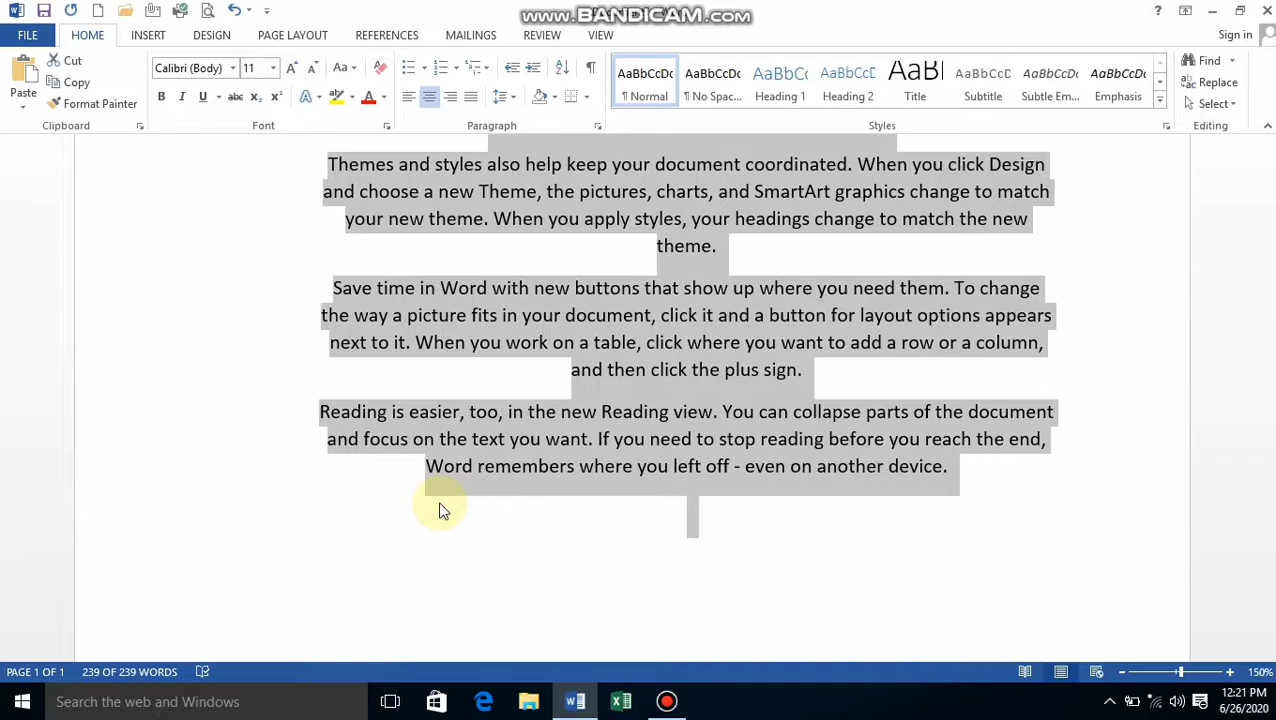 www.BANDICAM.com
Sign in
FILE HOME INSERT DESIGN PAGE LAYOUT REFERENCES MAILINGS REVIEW VIEW
Cut
Copy
Format Painter
Paste
Clipboard
Calibri (Body) 11
Font
Paragraph
AaBbCcDc AaBbCcDc AaBbCc AaBbCcC AaBl AaBbCcD AaBbCcDc AaBbCcDc
¶ Normal ¶ No Spac... Heading 1 Heading 2 Title Subtitle Subtle Em... Emphasis
Styles
Find
Replace
Select
Editing
Themes and styles also help keep your document coordinated. When you click Design
and choose a new Theme, the pictures, charts, and SmartArt graphics change to match
your new theme. When you apply styles, your headings change to match the new
theme.
Save time in Word with new buttons that show up where you need them. To change
the way a picture fits in your document, click it and a button for layout options appears
next to it. When you work on a table, click where you want to add a row or a column,
and then click the plus sign.
Reading is easier, too, in the new Reading view. You can collapse parts of the document
and focus on the text you want. If you need to stop reading before you reach the end,
Word remembers where you left off - even on another device.
PAGE 1 OF 1 239 OF 239 WORDS 150%
Search the web and Windows
12:21 PM
6/26/2020